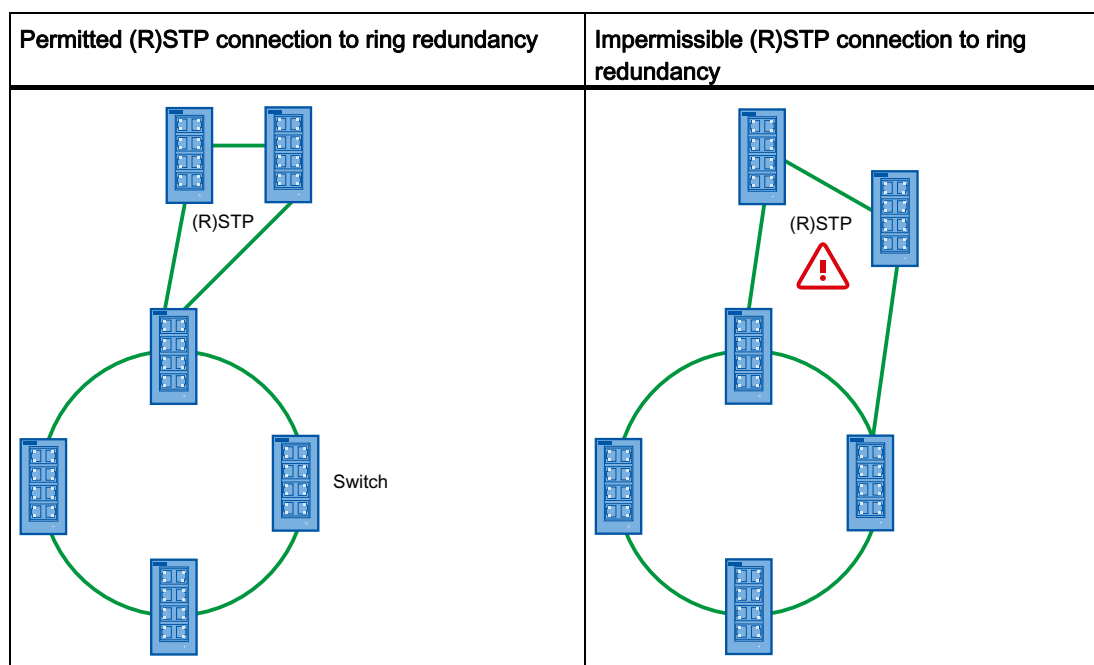 Permitted (R)STP connection to ring redundancy
Impermissible (R)STP connection to ring
redundancy
(R)STP
Switch
(R)STP